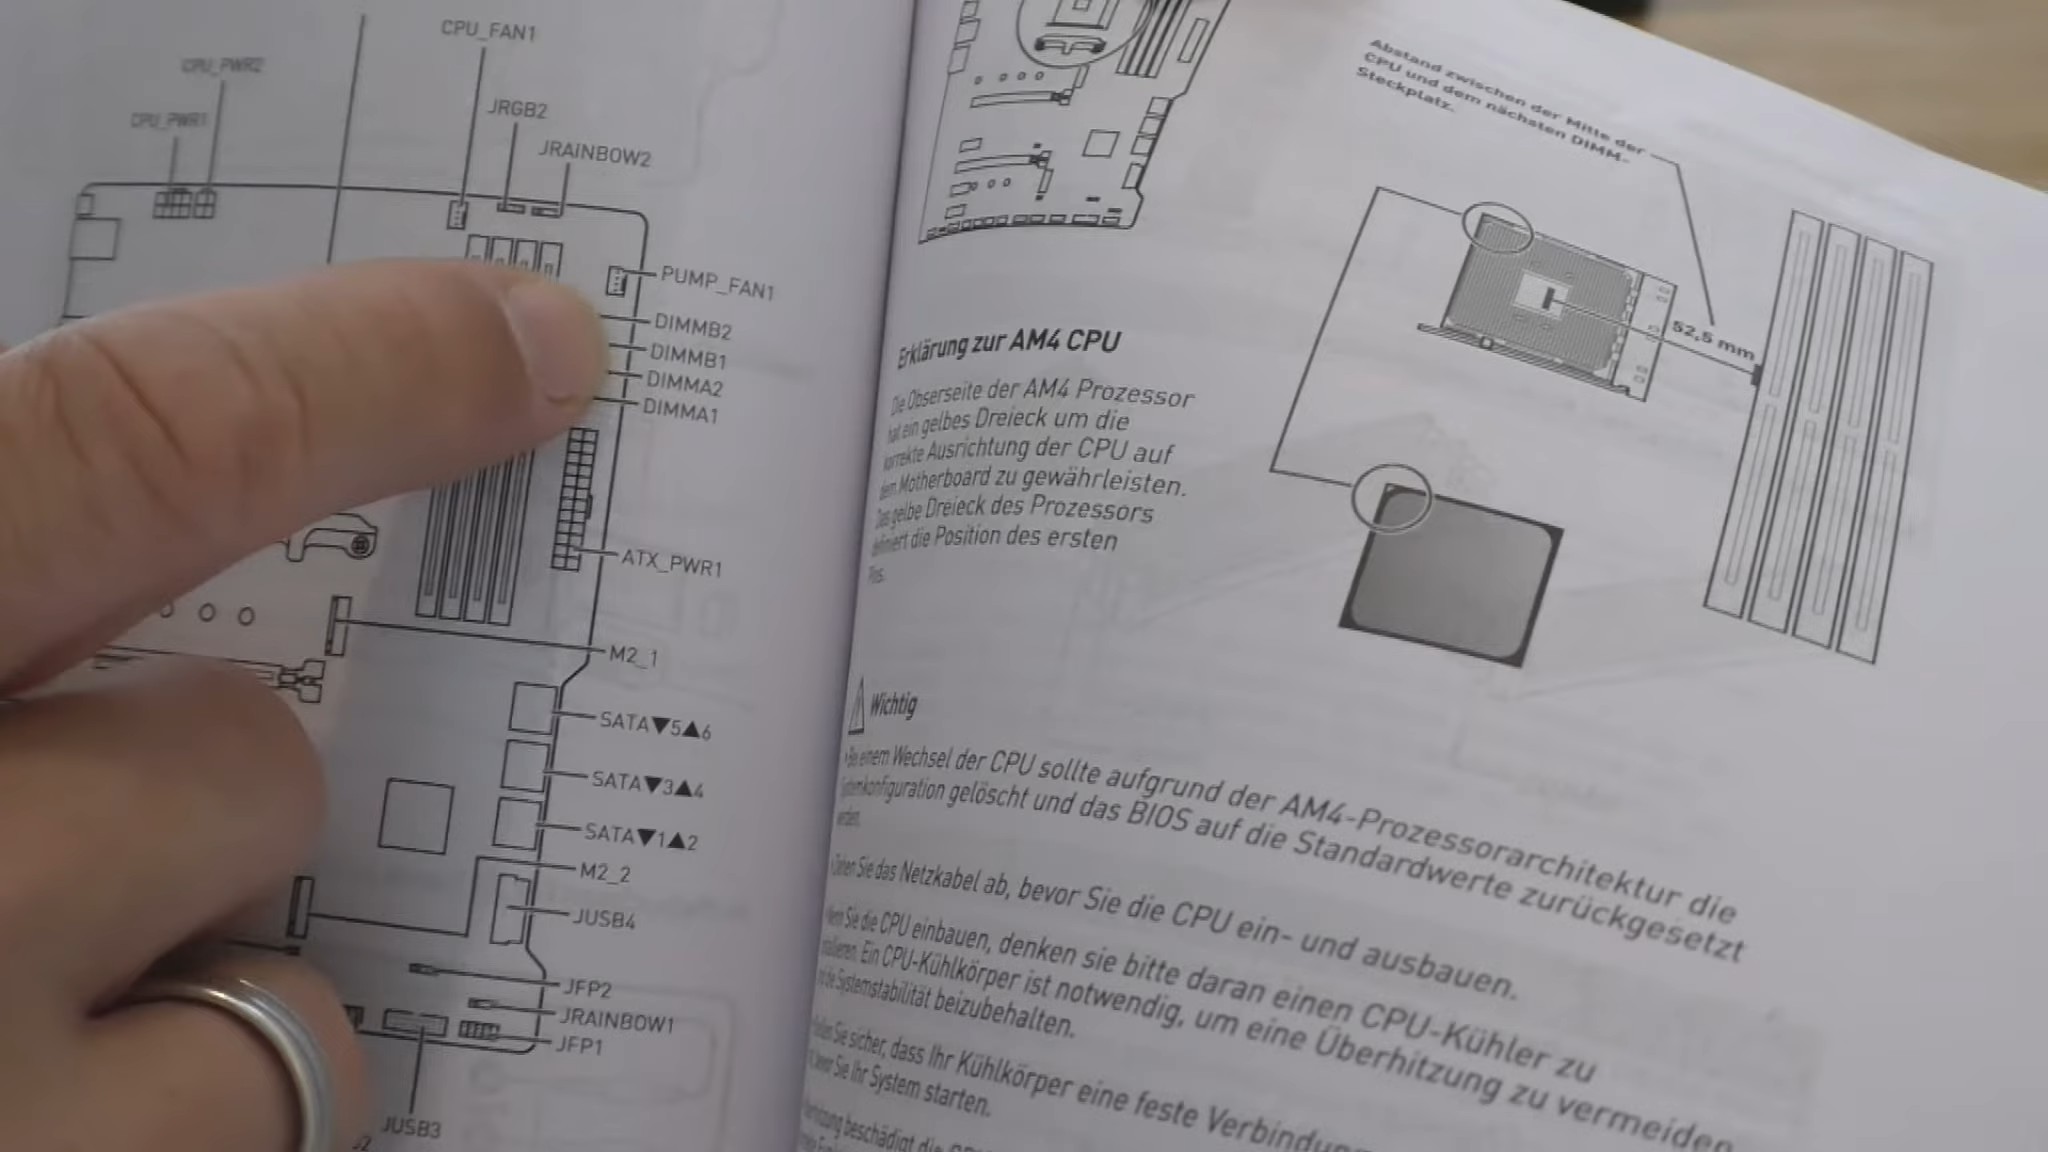 CPU_FAN1
CPU_PWR2
JRGB2
CPU_PWR1
JRAINBOW2
PUMP_FAN1
DIMMB2
DIMMB1
DIMMA2
DIMMA1
ATX_PWR1
M2_1
SATA▼5▲6
SATA▼3▲4
SATA▼1▲2
M2_2
JUSB4
JFP2
JRAINBOW1
JFP1
JUSB3
Abstand zwischen der Mitte der
CPU und dem nächsten DIMM-
Steckplatz.
52,5 mm
Erklärung zur AM4 CPU
Die Obserseite der AM4 Prozessor
hat ein gelbes Dreieck um die
korrekte Ausrichtung der CPU auf
dem Motherboard zu gewährleisten.
Das gelbe Dreieck des Prozessors
definiert die Position des ersten
Pins.
Wichtig
Bei einem Wechsel der CPU sollte aufgrund der AM4-Prozessorarchitektur die
Systemkonfiguration gelöscht und das BIOS auf die Standardwerte zurückgesetzt
werden.
Ziehen Sie das Netzkabel ab, bevor Sie die CPU ein- und ausbauen.
Wenn Sie die CPU einbauen, denken sie bitte daran einen CPU-Kühler zu
Ein CPU-Kühlkörper ist notwendig, um eine Überhitzung zu vermeiden
und die Systemstabilität beizubehalten.
Sie sicher, dass Ihr Kühlkörper eine feste
bevor Sie Ihr System starten.
beschädigt die